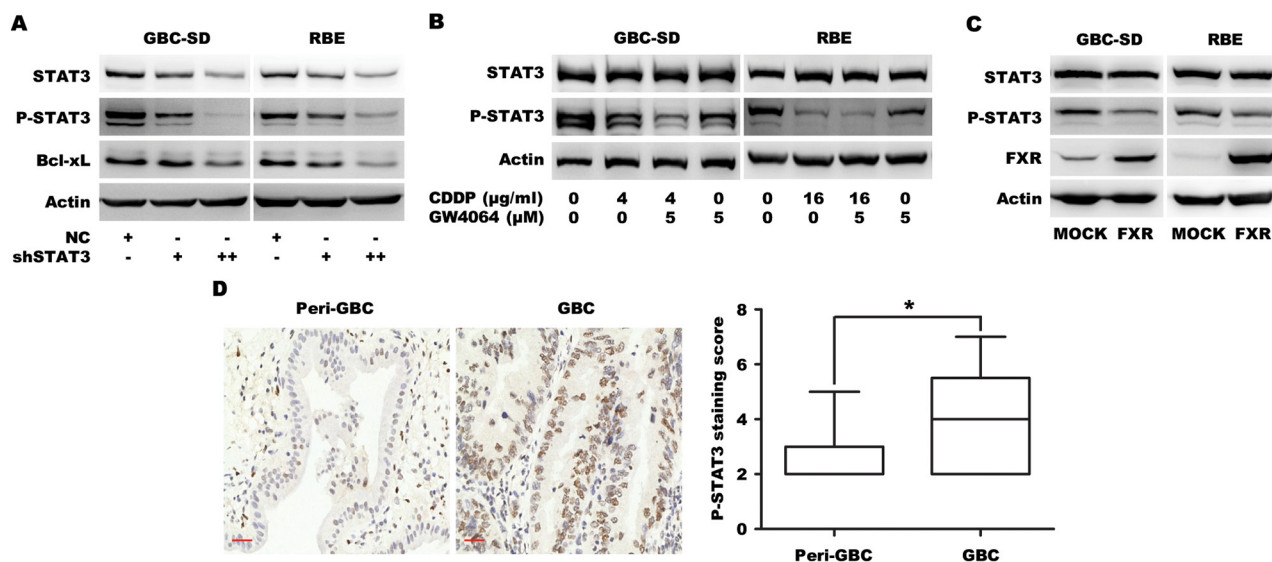 A
GBC-SD RBE
STAT3
P-STAT3
Bcl-xL
Actin
NC + - - + - -
shSTAT3 - + ++ - + ++
B
GBC-SD RBE
STAT3
P-STAT3
Actin
CDDP (μg/ml) 0 4 4 0 0 16 16 0
GW4064 (μM) 0 0 5 5 0 0 5 5
C
GBC-SD RBE
STAT3
P-STAT3
FXR
Actin
MOCK FXR MOCK FXR
D
Peri-GBC GBC
P-STAT3 staining score
8
6
4
2
0
*
Peri-GBC GBC